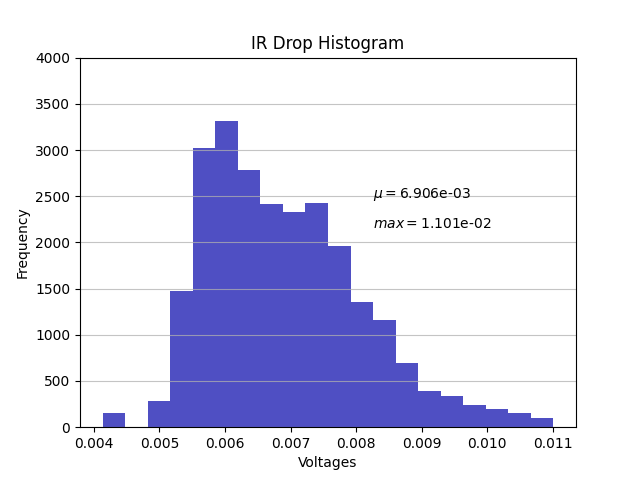 IR Drop Histogram
4000
3500
3000
2500
2000
1500
1000
500
0
Frequency
μ = 6.906e-03
max = 1.101e-02
0.004 0.005 0.006 0.007 0.008 0.009 0.010 0.011
Voltages